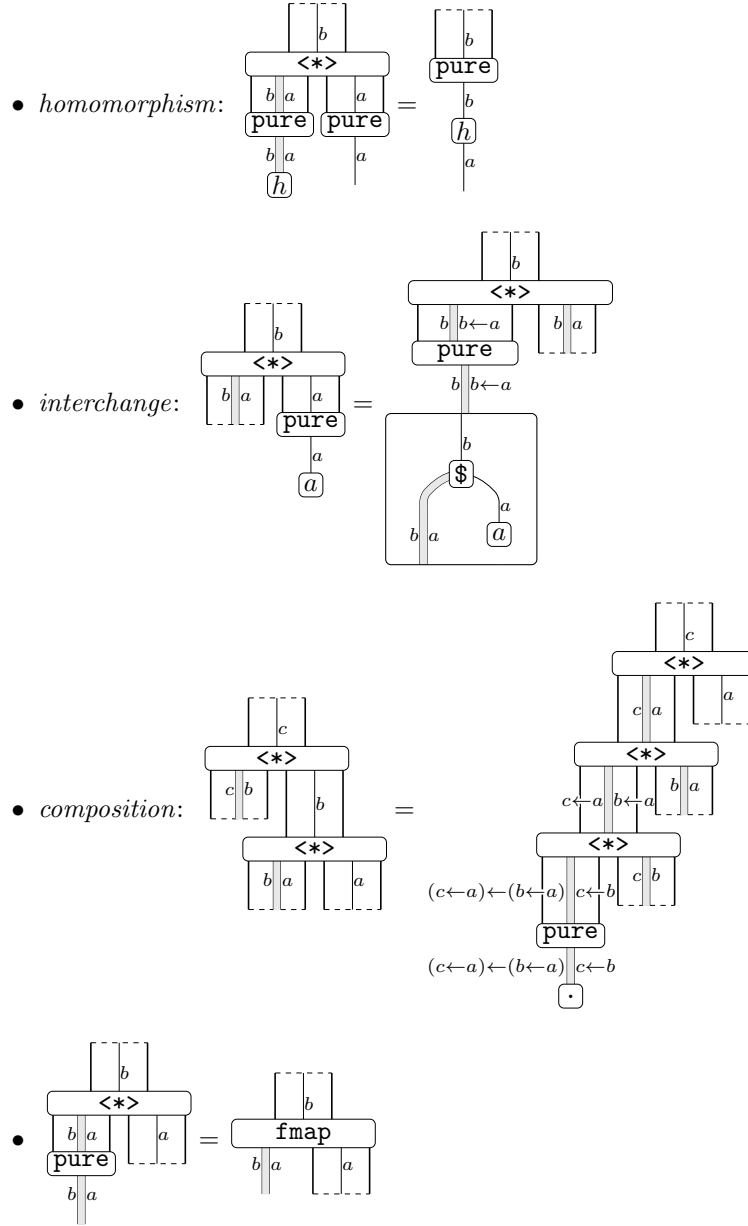 b
<*>
b a a
pure pure
b a a
h
• homomorphism:
=
b
pure
b
h
a
b
<*>
b a a
pure
a
a
• interchange:
=
b
<*>
b b←a b a
pure
b b←a
b
$
a
b a a
c
<*>
c b b
<*>
b a a
• composition:
=
c
<*>
c a a
<*>
c←a b←a b a
<*>
(c←a)←(b←a) c←b c b
pure
(c←a)←(b←a) c←b
.
b
<*>
b a a
pure
b a
•
=
b
fmap
b a a